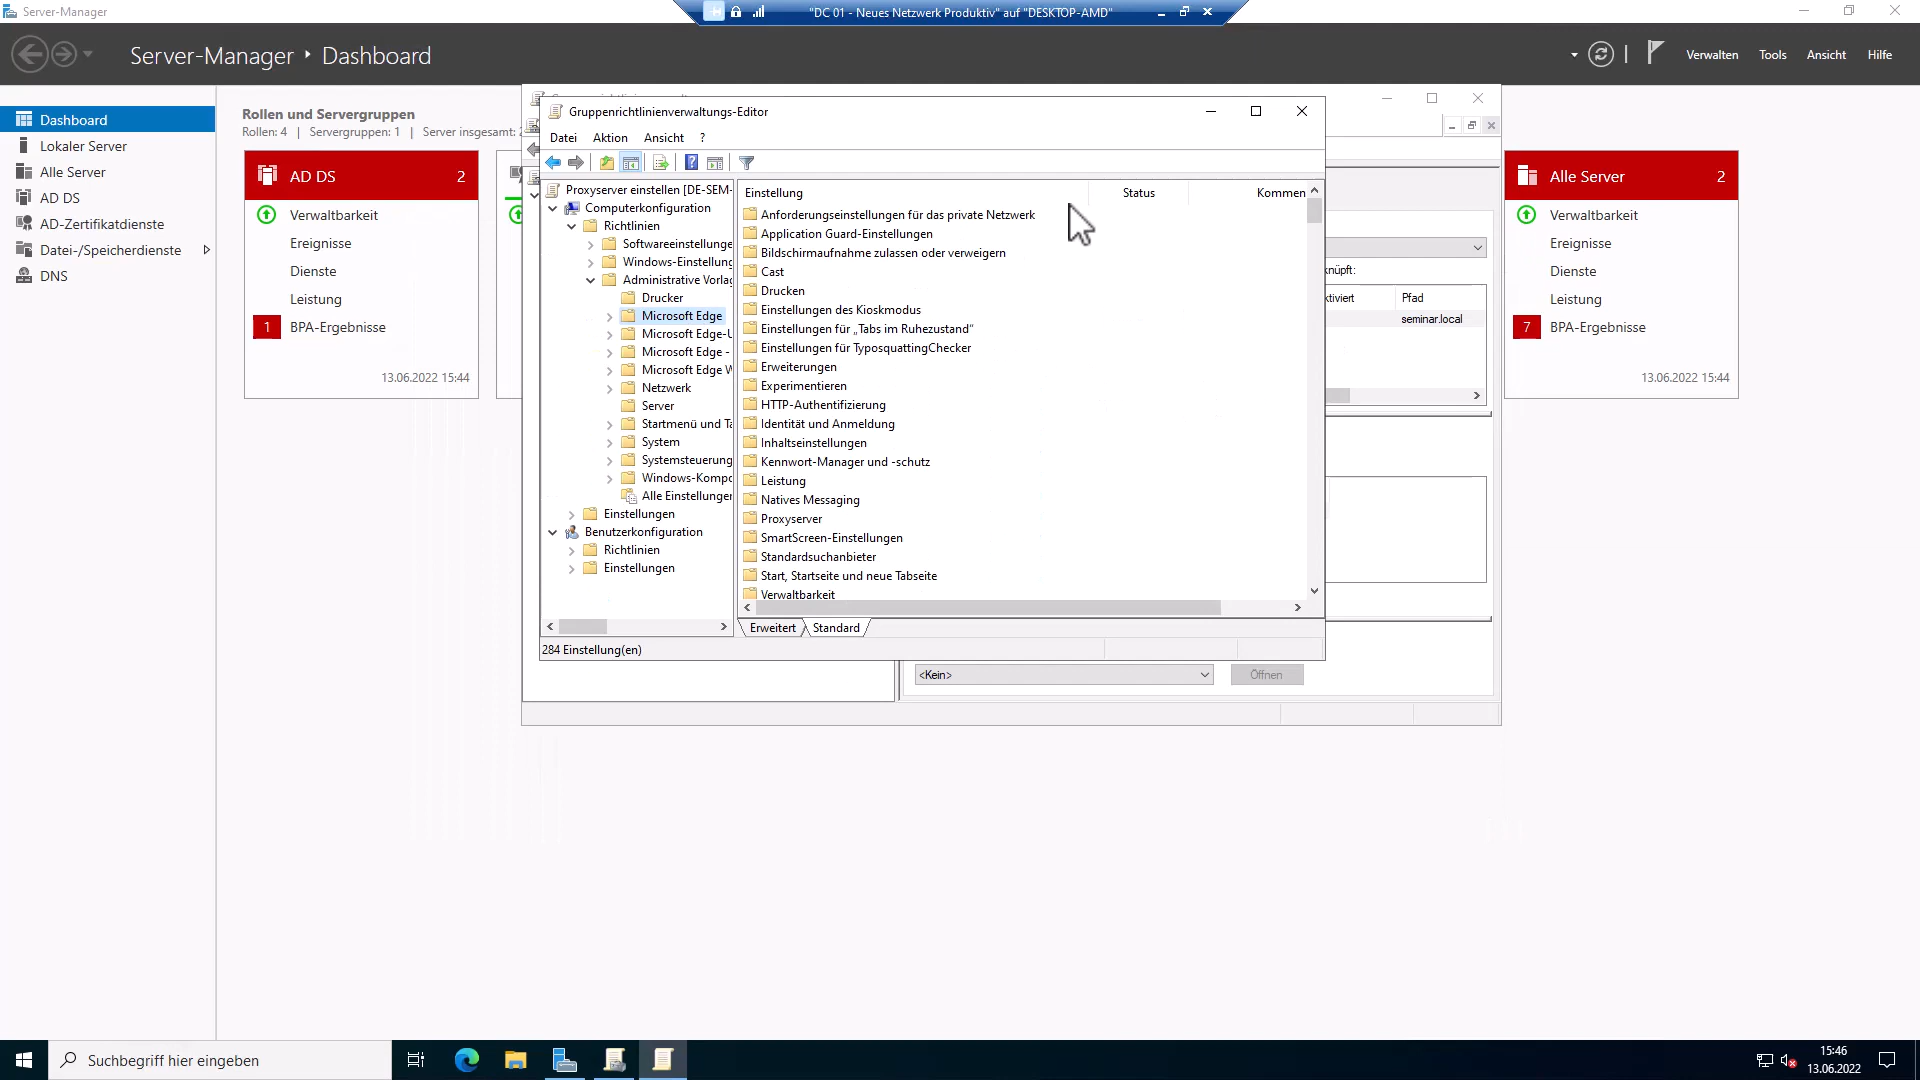 Server-Manager
"DC 01 - Neues Netzwerk Produktiv" auf "DESKTOP-AMD"
Server-Manager ‣ Dashboard
Verwalten
Tools
Ansicht
Hilfe
Dashboard
Lokaler Server
Alle Server
AD DS
AD-Zertifikatdienste
Datei-/Speicherdienste
DNS
Rollen und Servergruppen
Rollen: 4 | Servergruppen: 1 | Server insgesamt:
AD DS 2
Verwaltbarkeit
Ereignisse
Dienste
Leistung
1 BPA-Ergebnisse
13.06.2022 15:44
Gruppenrichtlinienverwaltungs-Editor
Datei Aktion Ansicht ?
Proxyserver einstellen [DE-SEM-
Computerkonfiguration
Richtlinien
Softwareeinstellunge
Windows-Einstellung
Administrative Vorlag
Drucker
Microsoft Edge
Microsoft Edge-U
Microsoft Edge -
Microsoft Edge W
Netzwerk
Server
Startmenü und Ta
System
Systemsteuerung
Windows-Kompo
Alle Einstellungen
Einstellungen
Benutzerkonfiguration
Richtlinien
Einstellungen
Einstellung
Status
Kommen
Anforderungseinstellungen für das private Netzwerk
Application Guard-Einstellungen
Bildschirmaufnahme zulassen oder verweigern
Cast
Drucken
Einstellungen des Kioskmodus
Einstellungen für „Tabs im Ruhezustand“
Einstellungen für TyposquattingChecker
Erweiterungen
Experimentieren
HTTP-Authentifizierung
Identität und Anmeldung
Inhaltseinstellungen
Kennwort-Manager und -schutz
Leistung
Natives Messaging
Proxyserver
SmartScreen-Einstellungen
Standardsuchanbieter
Start, Startseite und neue Tabseite
Verwaltbarkeit
Erweitert
Standard
284 Einstellung(en)
knüpft:
ktiviert
Pfad
seminar.local
<Kein>
Öffnen
Alle Server 2
Verwaltbarkeit
Ereignisse
Dienste
Leistung
7 BPA-Ergebnisse
13.06.2022 15:44
Suchbegriff hier eingeben
15:46
13.06.2022